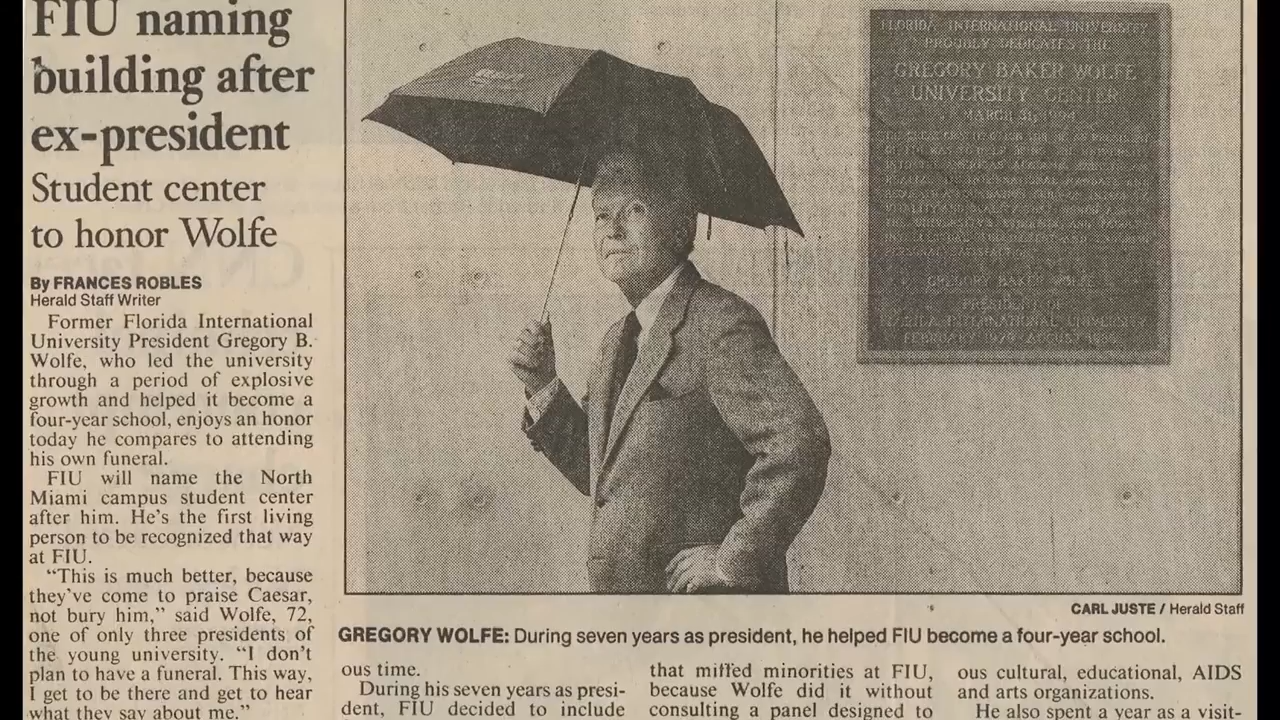 FIU naming
building after
ex-president
Student center
to honor Wolfe
By FRANCES ROBLES
Herald Staff Writer
Former Florida International
University President Gregory B.
Wolfe, who led the university
through a period of explosive
growth and helped it become a
four-year school, enjoys an honor
today he compares to attending
his own funeral.
FIU will name the North
Miami campus student center
after him. He's the first living
person to be recognized that way
at FIU.
“This is much better, because
they've come to praise Caesar,
not bury him,” said Wolfe, 72,
one of only three presidents of
the young university. “I don't
plan to have a funeral. This way,
I get to be there and get to hear
what they say about me.”
FLORIDA INTERNATIONAL UNIVERSITY
PROUDLY DEDICATES THE
GREGORY BAKER WOLFE
UNIVERSITY CENTER
MARCH 31, 1994
GREGORY BAKER WOLFE
PRESIDENT OF
FLORIDA INTERNATIONAL UNIVERSITY
FEBRUARY 1979 AUGUST 1986
CARL JUSTE / Herald Staff
GREGORY WOLFE: During seven years as president, he helped FIU become a four-year school.
ous time.
During his seven years as presi-
dent, FIU decided to include
that miffed minorities at FIU,
because Wolfe did it without
consulting a panel designed to
ous cultural, educational, AIDS
and arts organizations.
He also spent a year as a visit-